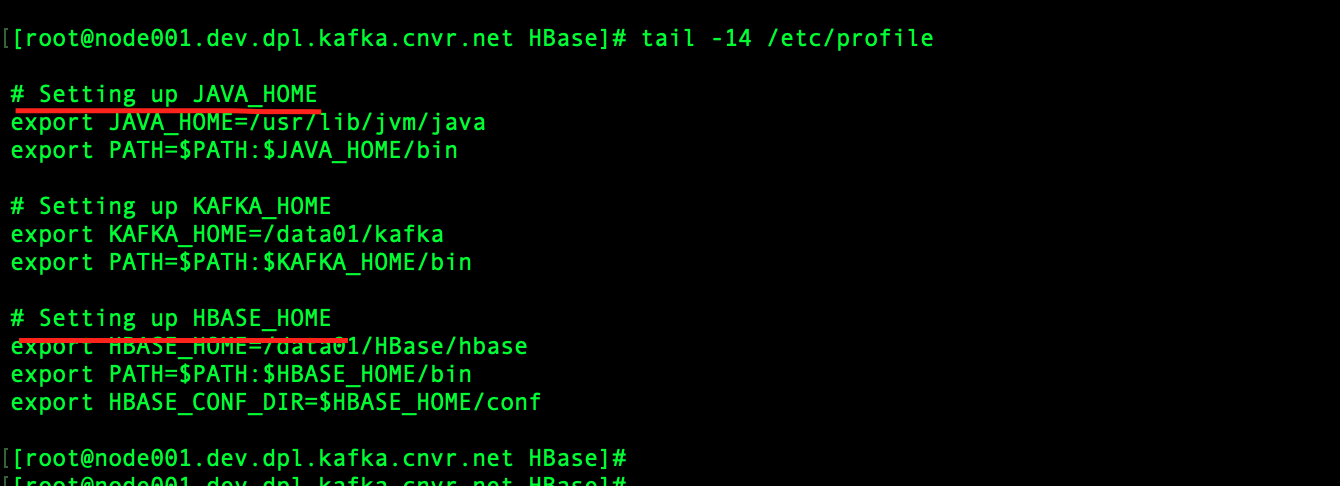 [[root@node001.dev.dpl.kafka.cnvr.net HBase]# tail -14 /etc/profile
# Setting up JAVA_HOME
export JAVA_HOME=/usr/lib/jvm/java
export PATH=$PATH:$JAVA_HOME/bin
# Setting up KAFKA_HOME
export KAFKA_HOME=/data01/kafka
export PATH=$PATH:$KAFKA_HOME/bin
# Setting up HBASE_HOME
export HBASE_HOME=/data01/HBase/hbase
export PATH=$PATH:$HBASE_HOME/bin
export HBASE_CONF_DIR=$HBASE_HOME/conf
[[root@node001.dev.dpl.kafka.cnvr.net HBase]#
[[root@node001.dev.dpl.kafka.cnvr.net HBase]#